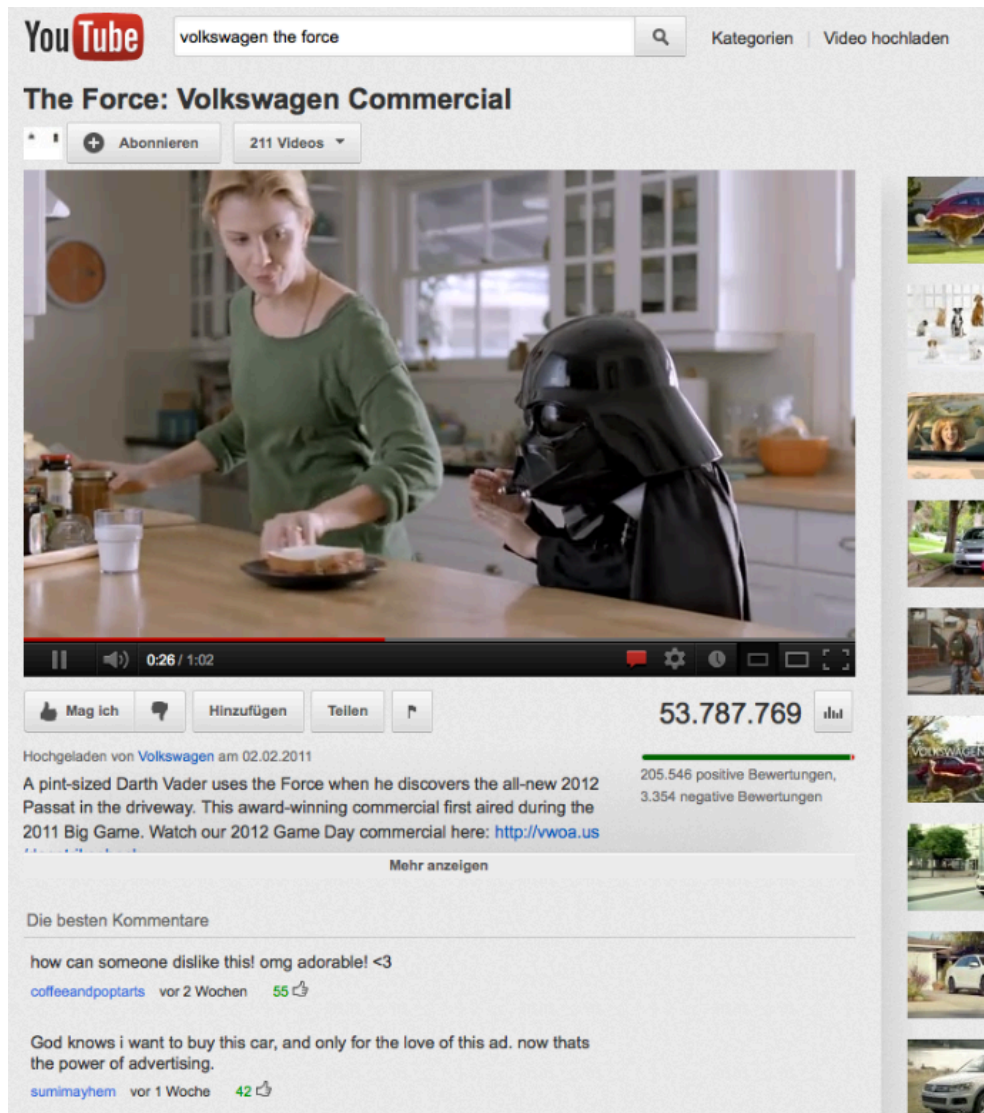 YouTube
volkswagen the force
Kategorien | Video hochladen
The Force: Volkswagen Commercial
Abonnieren
211 Videos
0:26 / 1:02
Mag ich
Hinzufügen
Teilen
53.787.769
Hochgeladen von Volkswagen am 02.02.2011
205.546 positive Bewertungen,
3.354 negative Bewertungen
A pint-sized Darth Vader uses the Force when he discovers the all-new 2012
Passat in the driveway. This award-winning commercial first aired during the
2011 Big Game. Watch our 2012 Game Day commercial here: http://vwoa.us
Mehr anzeigen
VOLKSWAGEN
Die besten Kommentare
how can someone dislike this! omg adorable! <3
coffeeandpoptarts vor 2 Wochen 55
God knows i want to buy this car, and only for the love of this ad. now thats
the power of advertising.
sumimayhem vor 1 Woche 42